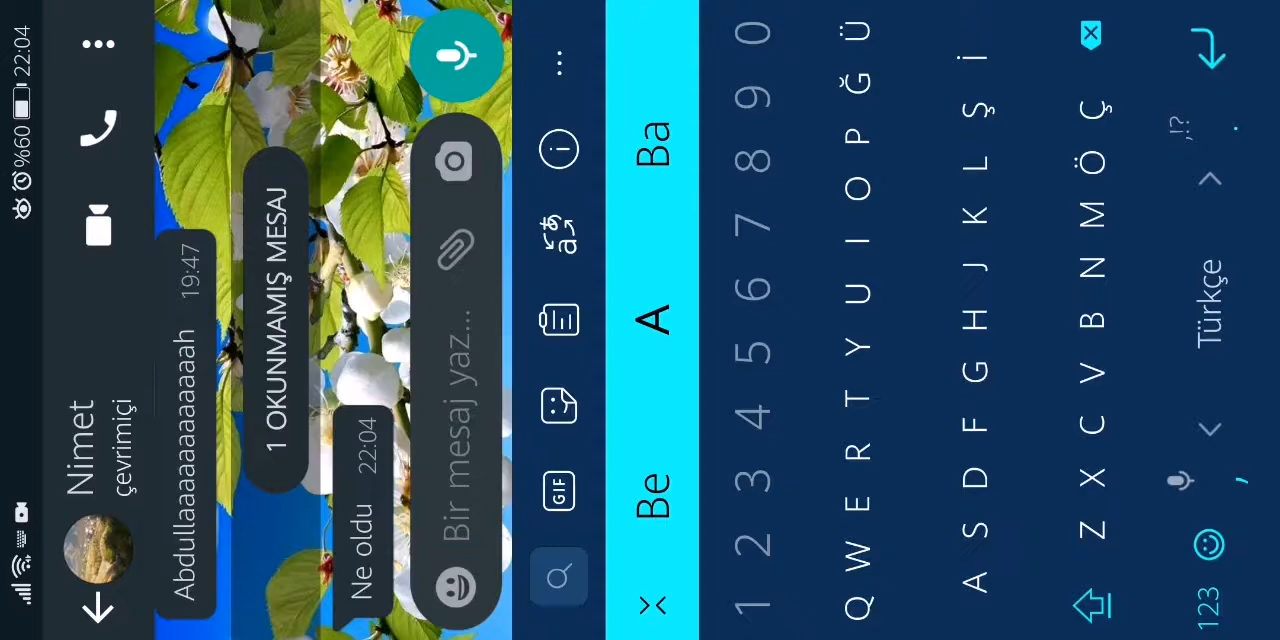 %60 22:04
Nimet
çevrimiçi
Abdullaaaaaaaaaaaaah 19:47
1 OKUNMAMIŞ MESAJ
Ne oldu 22:04
Bir mesaj yaz...
GIF
Be A Ba
1 2 3 4 5 6 7 8 9 0
Q W E R T Y U I O P Ğ Ü
A S D F G H J K L Ş İ
Z X C V B N M Ö Ç
123 , Türkçe ,!? .